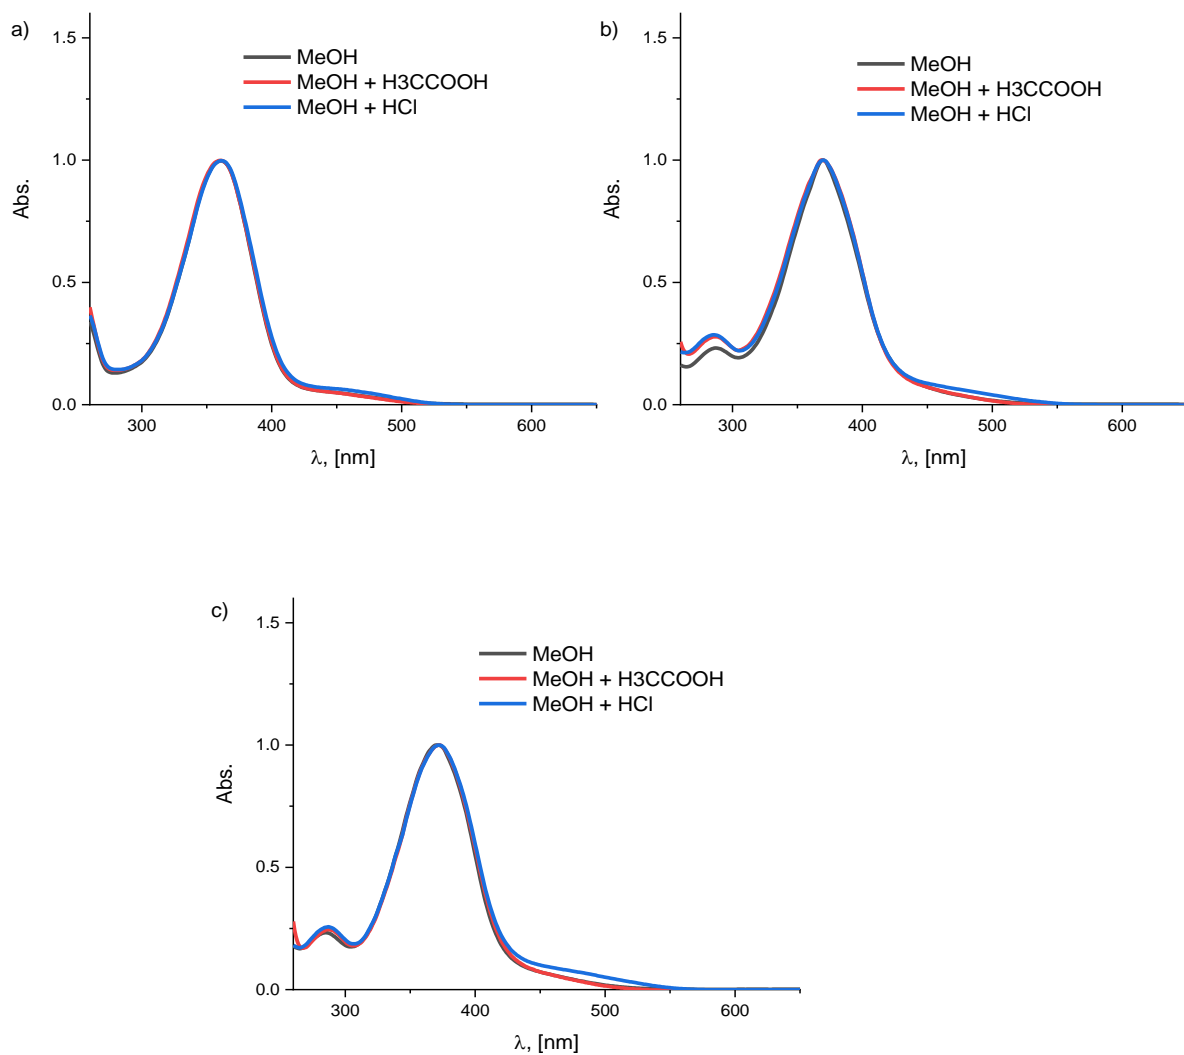 a)
1.5
1.0
0.5
0.0
Abs.
MeOH
MeOH + H3CCOOH
MeOH + HCl
300
400
500
600
λ, [nm]
b)
1.5
1.0
0.5
0.0
Abs.
MeOH
MeOH + H3CCOOH
MeOH + HCl
300
400
500
600
λ, [nm]
c)
1.5
1.0
0.5
0.0
Abs.
MeOH
MeOH + H3CCOOH
MeOH + HCl
300
400
500
600
λ, [nm]